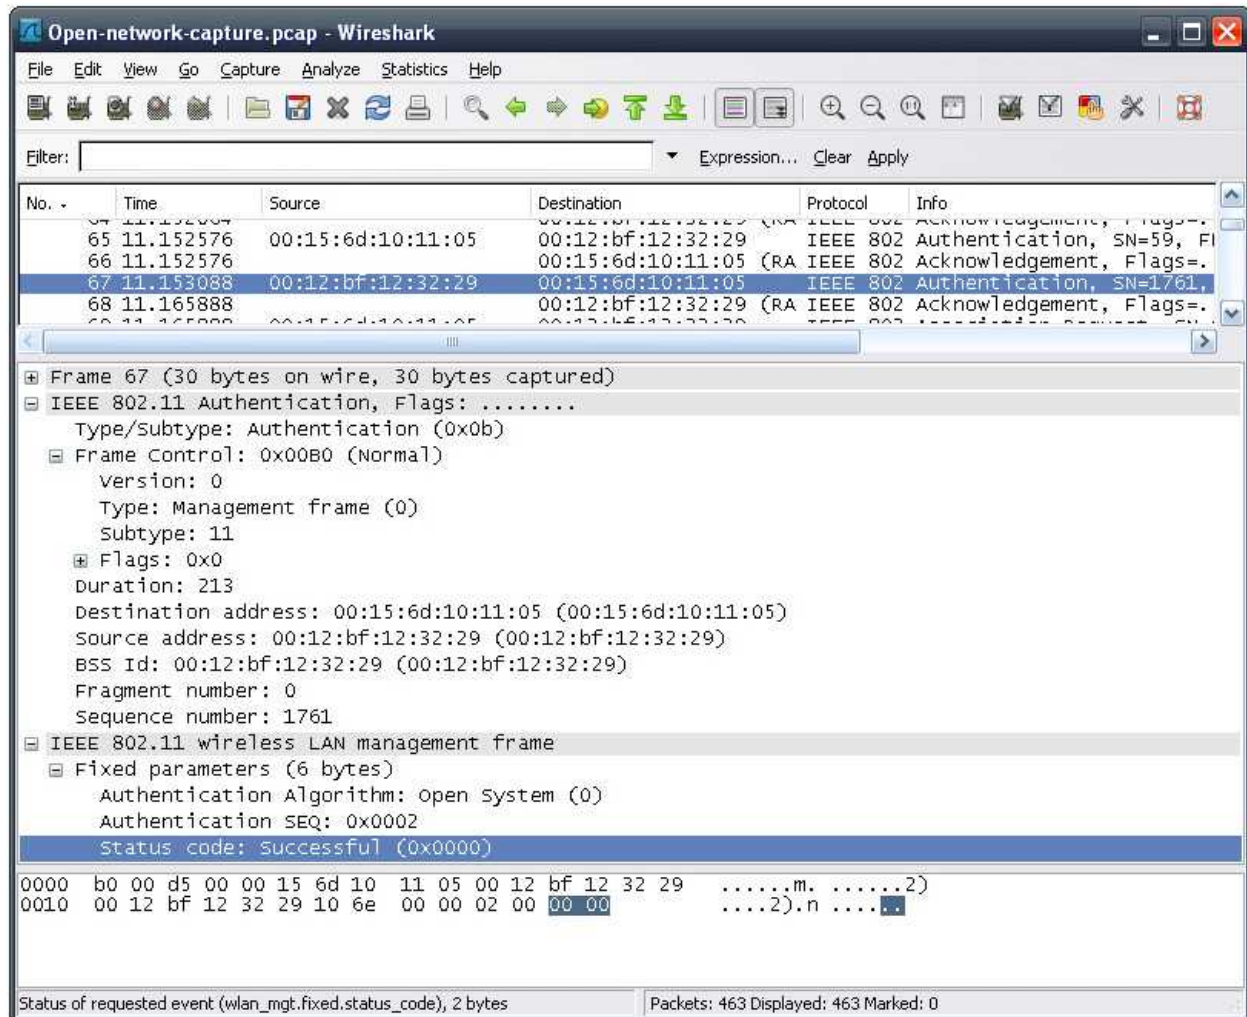 Open-network-capture.pcap - Wireshark
File Edit View Go Capture Analyze Statistics Help
Filter: Expression... Clear Apply
No. Time Source Destination Protocol Info
65 11.152576 00:15:6d:10:11:05 00:12:bf:12:32:29 IEEE 802 Authentication, SN=59, Fl
66 11.152576 00:15:6d:10:11:05 (RA IEEE 802 Acknowledgement, Flags=.
67 11.153088 00:12:bf:12:32:29 00:15:6d:10:11:05 IEEE 802 Authentication, SN=1761,
68 11.165888 00:12:bf:12:32:29 (RA IEEE 802 Acknowledgement, Flags=.
Frame 67 (30 bytes on wire, 30 bytes captured)
IEEE 802.11 Authentication, Flags: ........
Type/Subtype: Authentication (0x0b)
Frame Control: 0x00B0 (Normal)
Version: 0
Type: Management frame (0)
Subtype: 11
Flags: 0x0
Duration: 213
Destination address: 00:15:6d:10:11:05 (00:15:6d:10:11:05)
Source address: 00:12:bf:12:32:29 (00:12:bf:12:32:29)
BSS Id: 00:12:bf:12:32:29 (00:12:bf:12:32:29)
Fragment number: 0
Sequence number: 1761
IEEE 802.11 wireless LAN management frame
Fixed parameters (6 bytes)
Authentication Algorithm: Open System (0)
Authentication SEQ: 0x0002
Status code: Successful (0x0000)
0000 b0 00 d5 00 00 15 6d 10 11 05 00 12 bf 12 32 29 ......m. ......2)
0010 00 12 bf 12 32 29 10 6e 00 00 02 00 00 00 ....2).n ......
Status of requested event (wlan_mgt.fixed.status_code), 2 bytes Packets: 463 Displayed: 463 Marked: 0